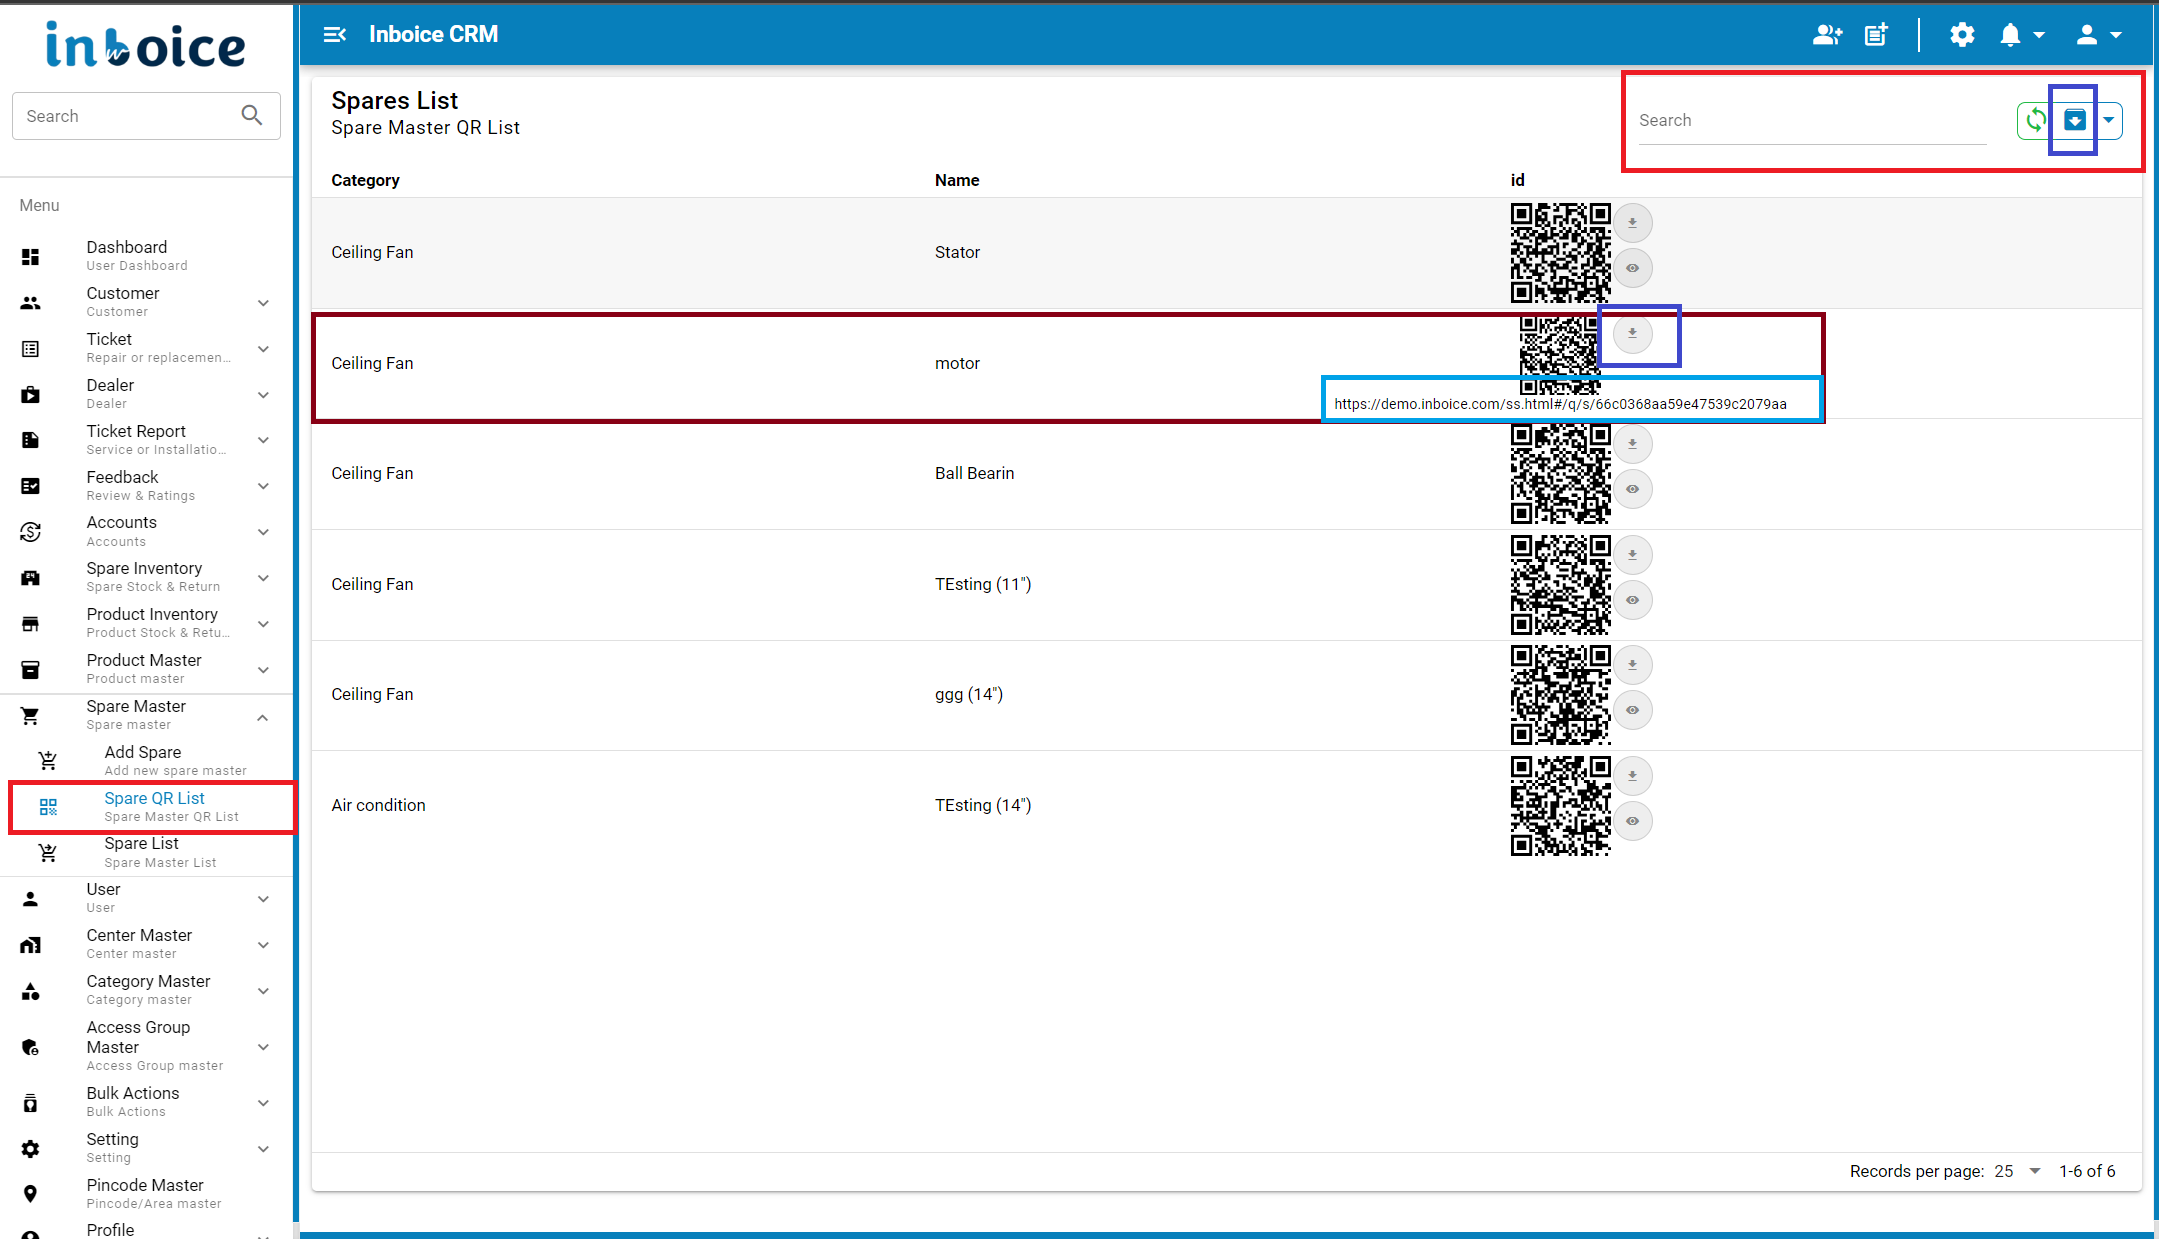 inboice
Search
Menu
Dashboard
User Dashboard
Customer
Customer
Ticket
Repair or replacemen...
Dealer
Dealer
Ticket Report
Service or Installatio...
Feedback
Review & Ratings
Accounts
Accounts
Spare Inventory
Spare Stock & Return
Product Inventory
Product Stock & Retu...
Product Master
Product master
Spare Master
Spare master
Add Spare
Add new spare master
Spare QR List
Spare Master QR List
Spare List
Spare Master List
User
User
Center Master
Center master
Category Master
Category master
Access Group
Master
Access Group master
Bulk Actions
Bulk Actions
Setting
Setting
Pincode Master
Pincode/Area master
Profile
Inboice CRM
Spares List
Spare Master QR List
Search
Category Name id
Ceiling Fan Stator
Ceiling Fan motor
https://demo.inboice.com/ss.html#/q/s/66c0368aa59e47539c2079aa
Ceiling Fan Ball Bearin
Ceiling Fan TEsting (11")
Ceiling Fan ggg (14")
Air condition TEsting (14")
Records per page: 25 1-6 of 6